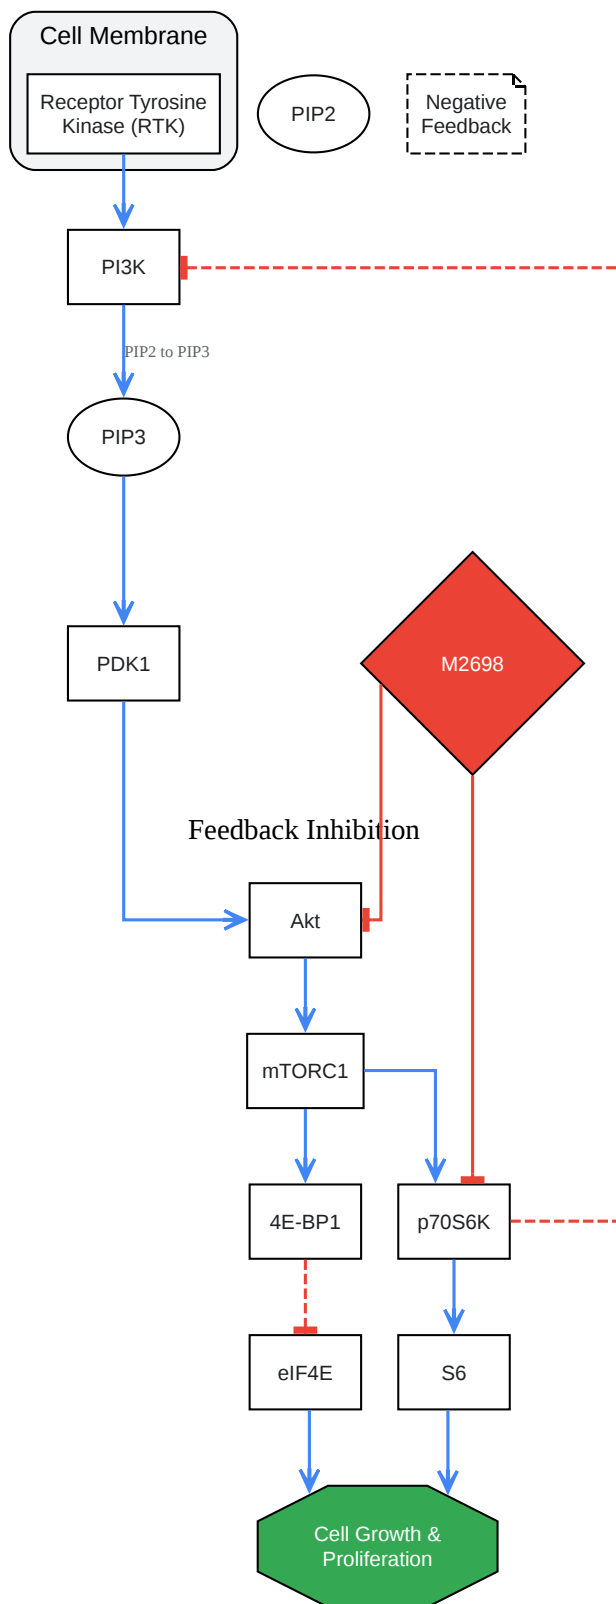 Cell Membrane
Receptor Tyrosine
Kinase (RTK)
PIP2
Negative
Feedback
PI3K
PIP2 to PIP3
PIP3
PDK1
M2698
Feedback Inhibition
Akt
mTORC1
4E-BP1
p70S6K
eIF4E
S6
Cell Growth &
Proliferation